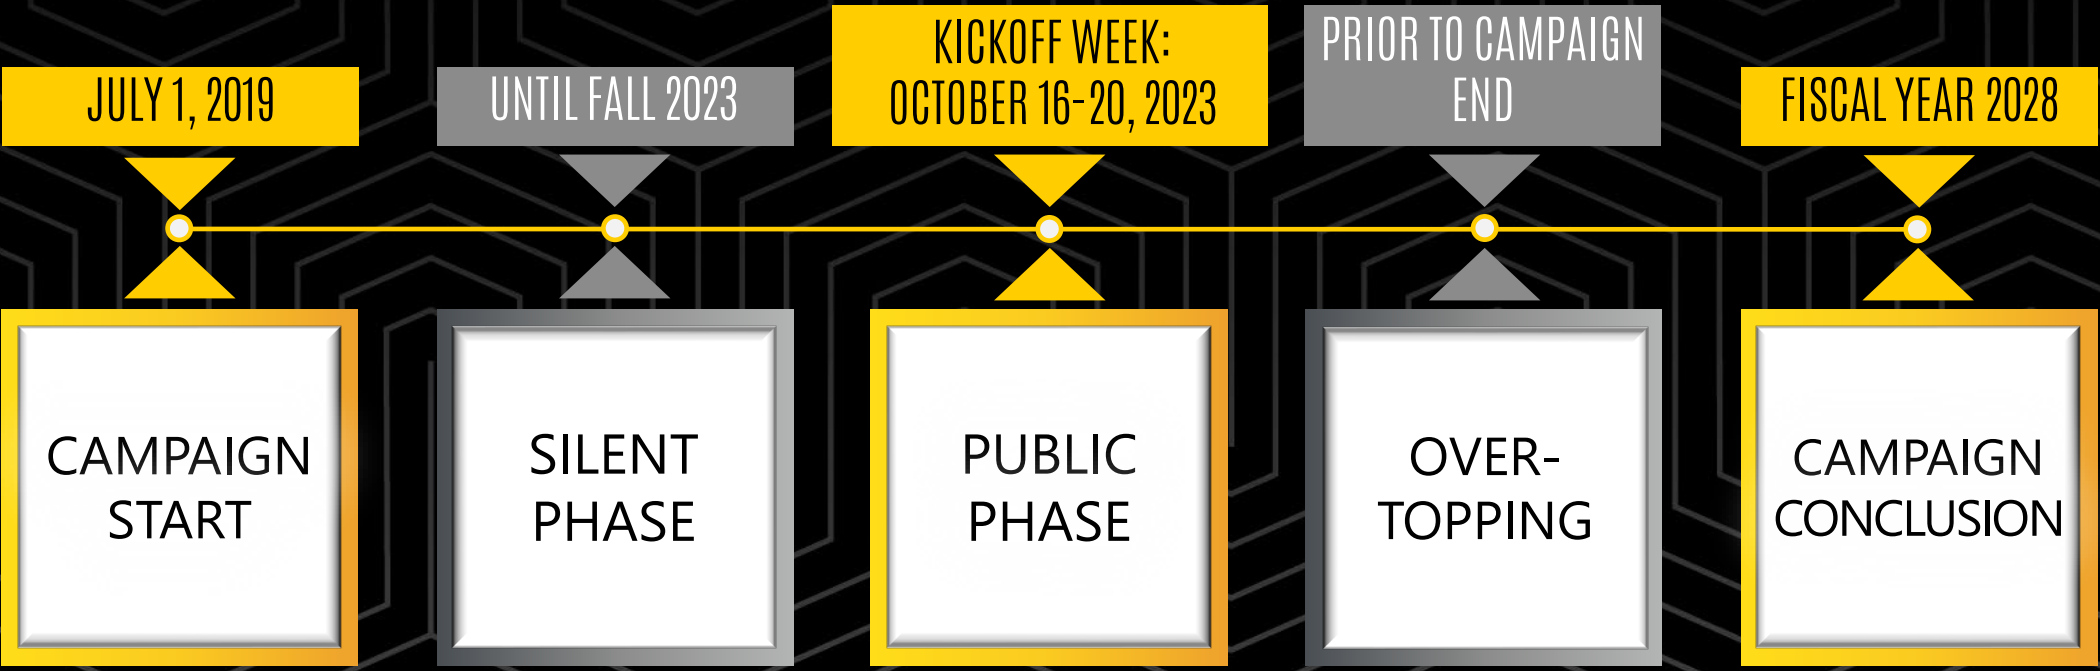 JULY 1, 2019
UNTIL FALL 2023
KICKOFF WEEK:
OCTOBER 16-20, 2023
PRIOR TO CAMPAIGN
END
FISCAL YEAR 2028
CAMPAIGN
START
SILENT
PHASE
PUBLIC
PHASE
OVER-
TOPPING
CAMPAIGN
CONCLUSION